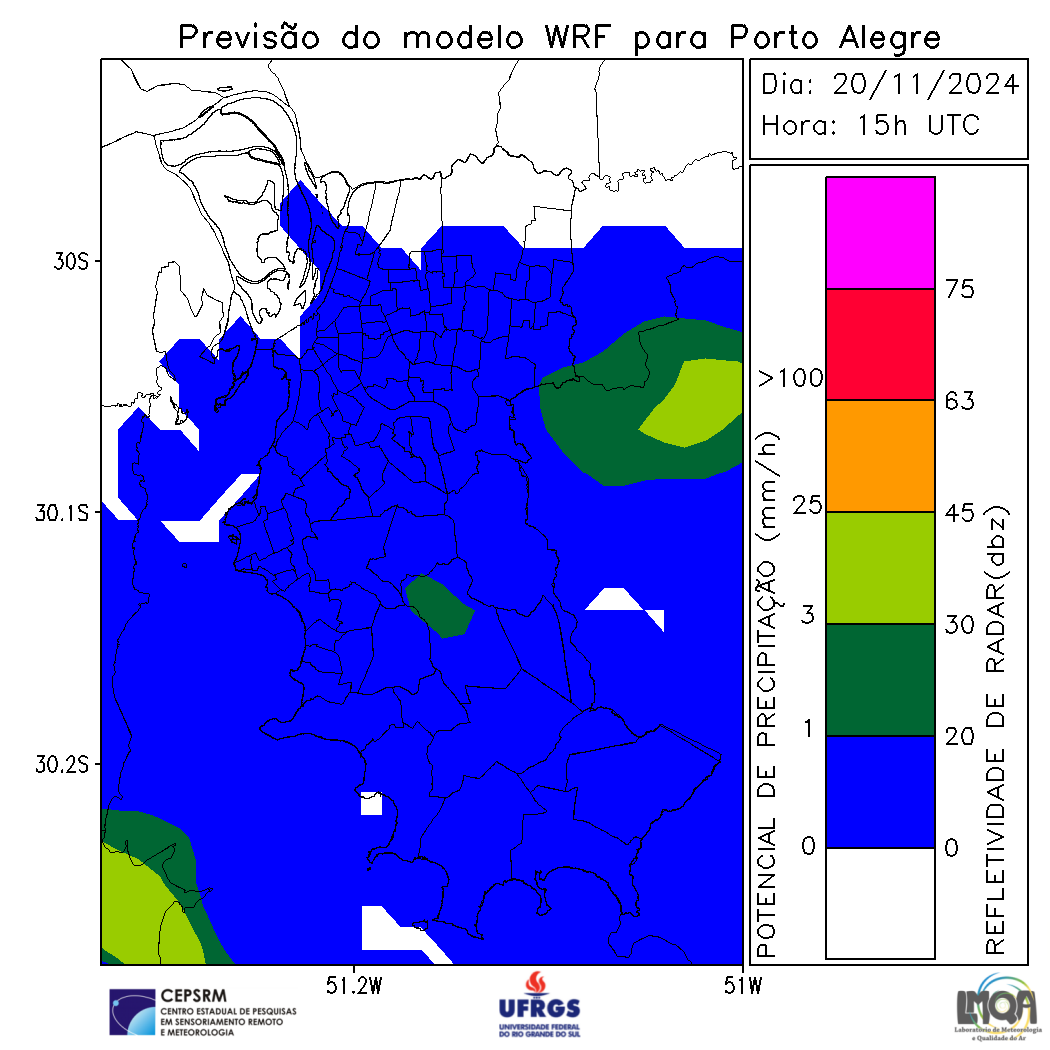 Previsão do modelo WRF para Porto Alegre
Dia: 20/11/2024
Hora: 15h UTC
30S
30.1S
30.2S
51.2W
51W
POTENCIAL DE PRECIPITAÇÃO (mm/h)
>100
25
3
1
0
75
63
45
30
20
0
REFLETIVIDADE DE RADAR(dbz)
CEPSRM
CENTRO ESTADUAL DE PESQUISAS
EM SENSORIAMENTO REMOTO
E METEOROLOGIA
UFRGS
UNIVERSIDADE FEDERAL
DO RIO GRANDE DO SUL
LMQA
Laboratório de Meteorologia
e Qualidade do Ar